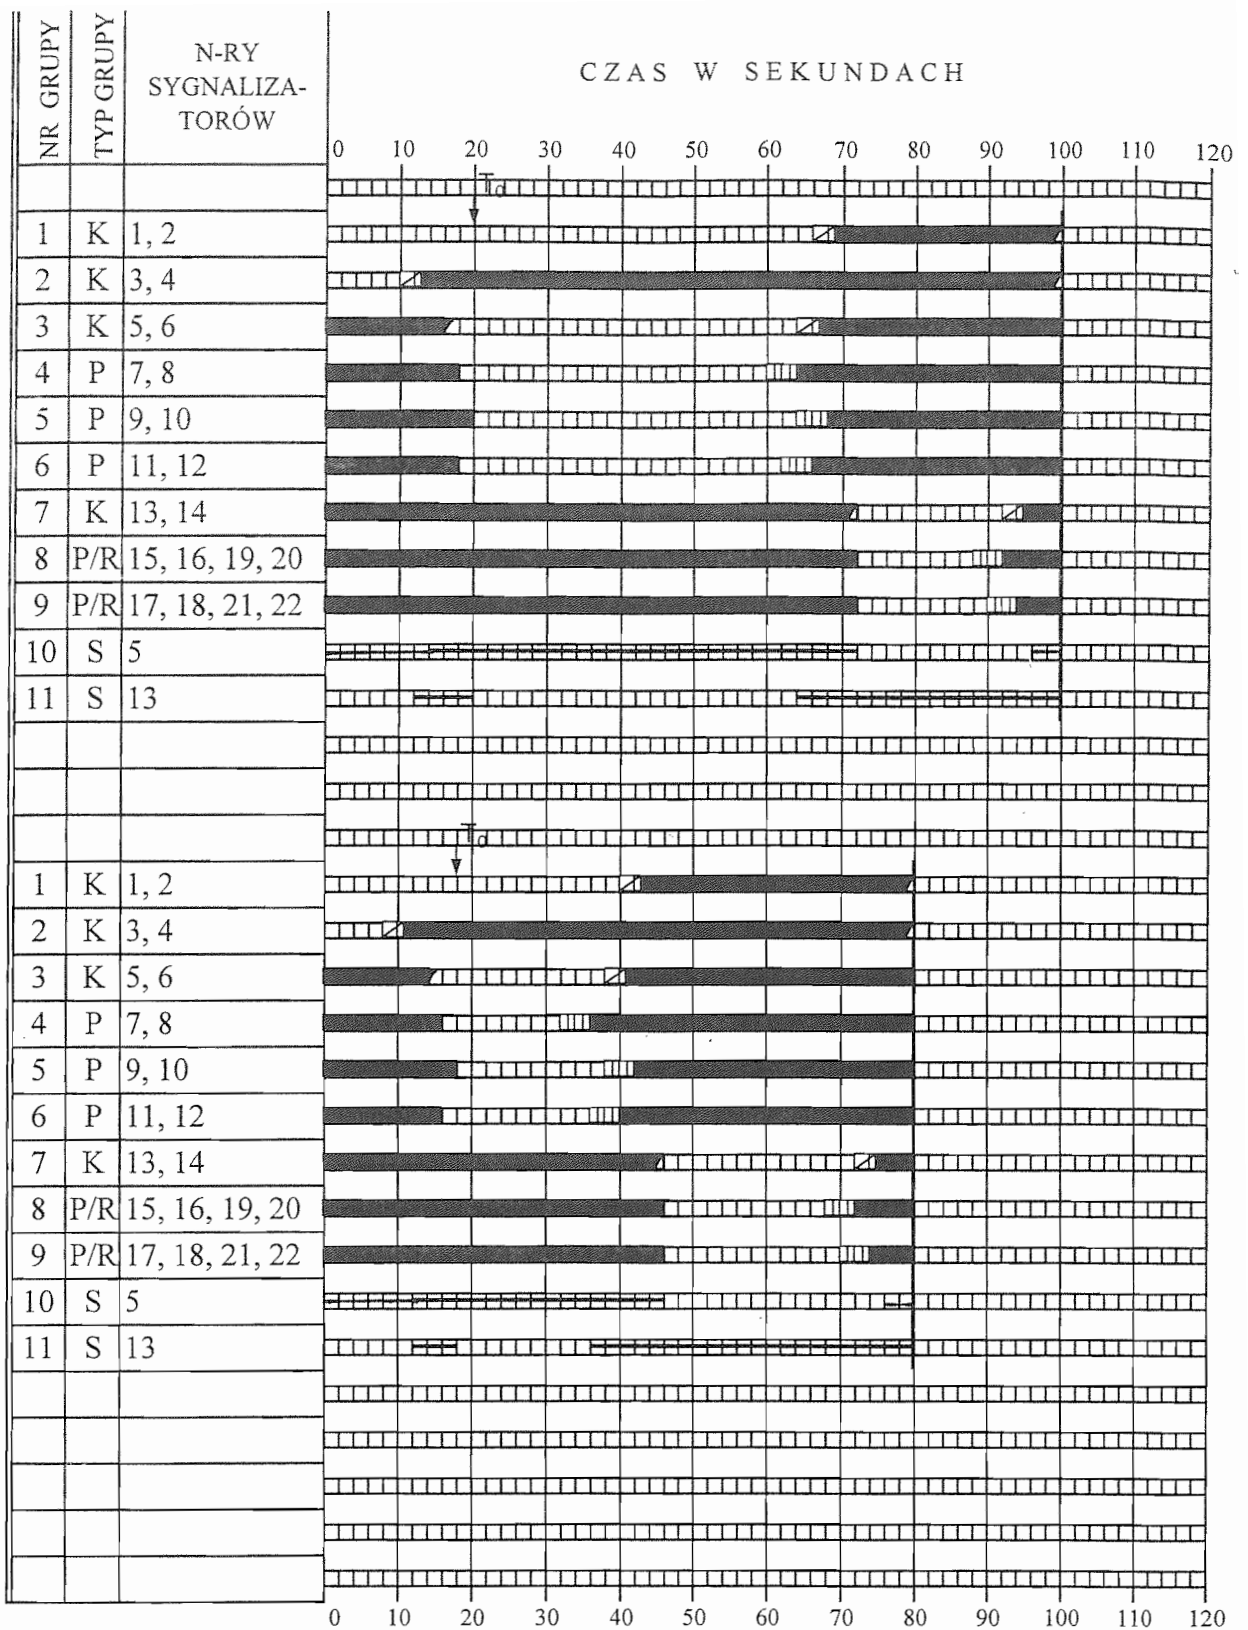 NR GRUPY
TYP GRUPY
N-RY
SYGNALIZA-
TORÓW
CZAS W SEKUNDACH
0 10 20 30 40 50 60 70 80 90 100 110 120
To
1 K 1, 2
2 K 3, 4
3 K 5, 6
4 P 7, 8
5 P 9, 10
6 P 11, 12
7 K 13, 14
8 P/R 15, 16, 19, 20
9 P/R 17, 18, 21, 22
10 S 5
11 S 13
To
1 K 1, 2
2 K 3, 4
3 K 5, 6
4 P 7, 8
5 P 9, 10
6 P 11, 12
7 K 13, 14
8 P/R 15, 16, 19, 20
9 P/R 17, 18, 21, 22
10 S 5
11 S 13
0 10 20 30 40 50 60 70 80 90 100 110 120